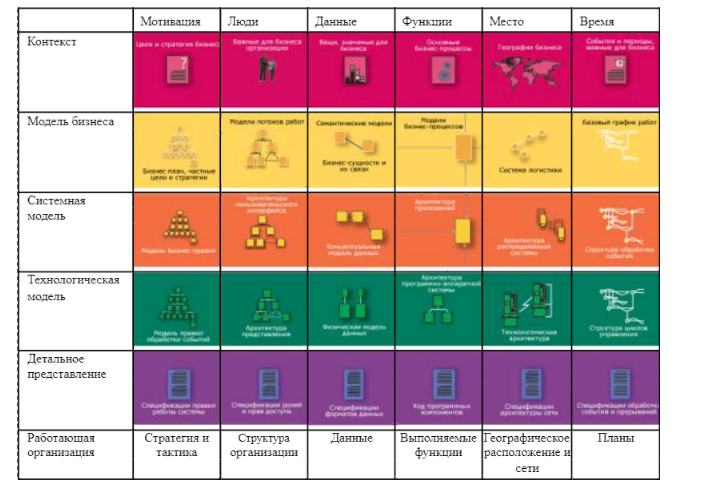 Мотивация Люди Данные Функции Место Время
Контекст
Цели и стратегия бизнеса
Важные для бизнеса
организации
Вещи, значимые для
бизнеса
Основные
бизнес-процессы
География бизнеса
События и периоды,
важные для бизнеса
Модель бизнеса
Бизнес план, частные
цели и стратегии
Модели потоков работ
Семантические модели
Бизнес-сущности и
их связи
Модели
бизнес-процессов
Система логистики
Базовый график работ
Системная
модель
Модель бизнес-правил
Архитектура
пользовательского
интерфейса
Концептуальная
модель данных
Архитектура
приложений
Архитектура
распределенной
системы
Структура обработки
событий
Технологическая
модель
Модель правил
обработки событий
Архитектура
представления
Физическая модель
данных
Архитектура
программно-аппаратной
системы
Технологическая
архитектура
Структура циклов
управления
Детальное
представление
Спецификации правил
работы системы
Спецификации ролей
и прав доступа
Спецификации
форматов данных
Код программных
компонентов
Спецификации
архитектуры сети
Спецификации обработки
событий и прерываний
Работающая
организация
Стратегия и
тактика
Структура
организации
Данные
Выполняемые
функции
Географическое
расположение и
сети
Планы